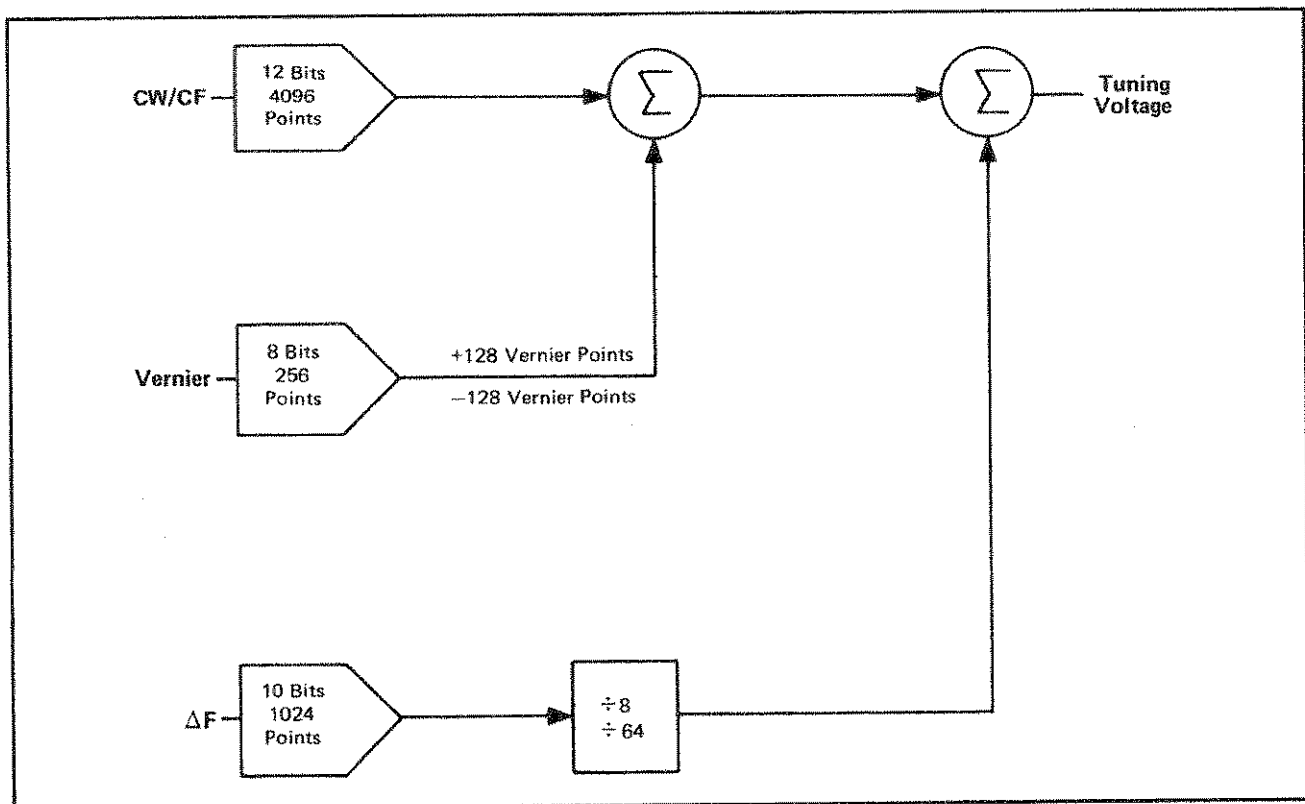 CW/CF
12 Bits
4096
Points
Σ
Σ
Tuning
Voltage
Vernier
8 Bits
256
Points
+128 Vernier Points
−128 Vernier Points
ΔF
10 Bits
1024
Points
÷8
÷64